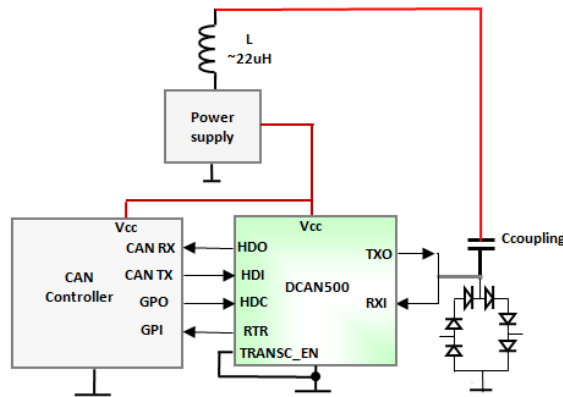 L
~22uH
Power
supply
Vcc
Vcc
CAN RX
HDO
TXO
Ccoupling
CAN TX
HDI
CAN
Controller
DCAN500
GPO
HDC
RXI
GPI
RTR
TRANSC_EN